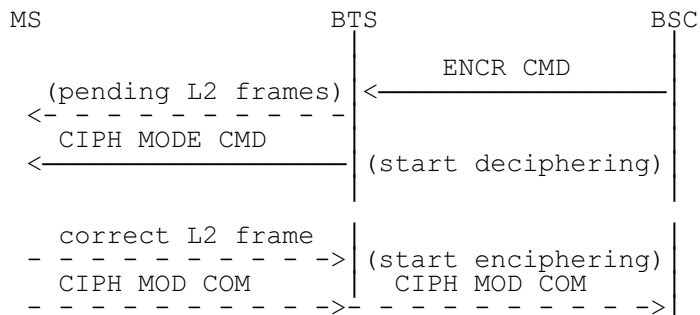 MS BTS BSC
ENCR CMD
(pending L2 frames)
CIPH MODE CMD
(start deciphering)
correct L2 frame
(start enciphering)
CIPH MOD COM CIPH MOD COM